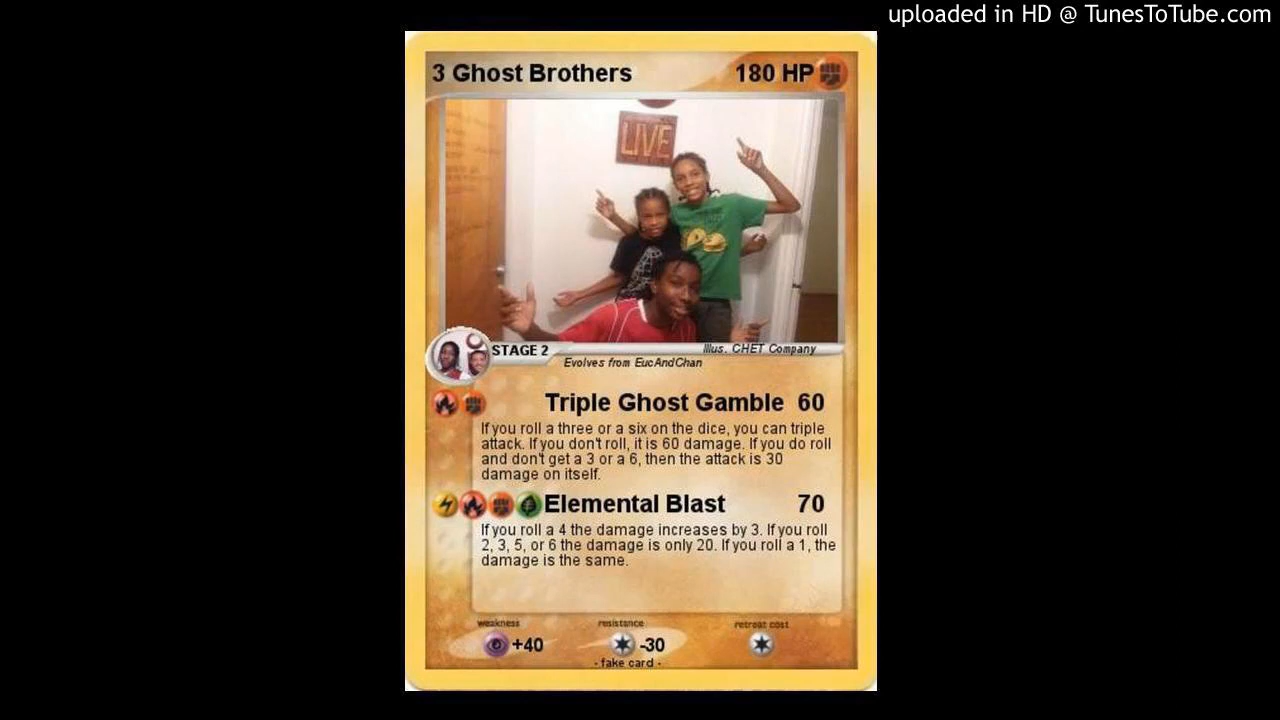 uploaded in HD @ TunesToTube.com
3 Ghost Brothers 180 HP
LIVE
STAGE 2
Illus. CHET Company
Evolves from EucAndChan
Triple Ghost Gamble 60
If you roll a three or a six on the dice, you can triple
attack. If you don't roll, it is 60 damage. If you do roll
and don't get a 3 or a 6, then the attack is 30
damage on itself.
Elemental Blast 70
If you roll a 4 the damage increases by 3. If you roll
2, 3, 5, or 6 the damage is only 20. If you roll a 1, the
damage is the same.
weakness resistance retreat cost
+40 -30
- fake card -